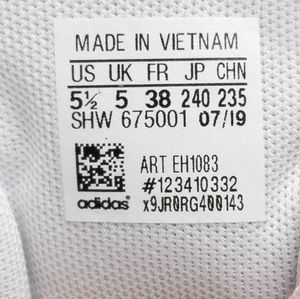 MADE IN VIETNAM
US UK FR JP CHN
5½ 5 38 240 235
SHW 675001 07/19
ART EH1083
#123410332
adidas® x9JR0RG400143